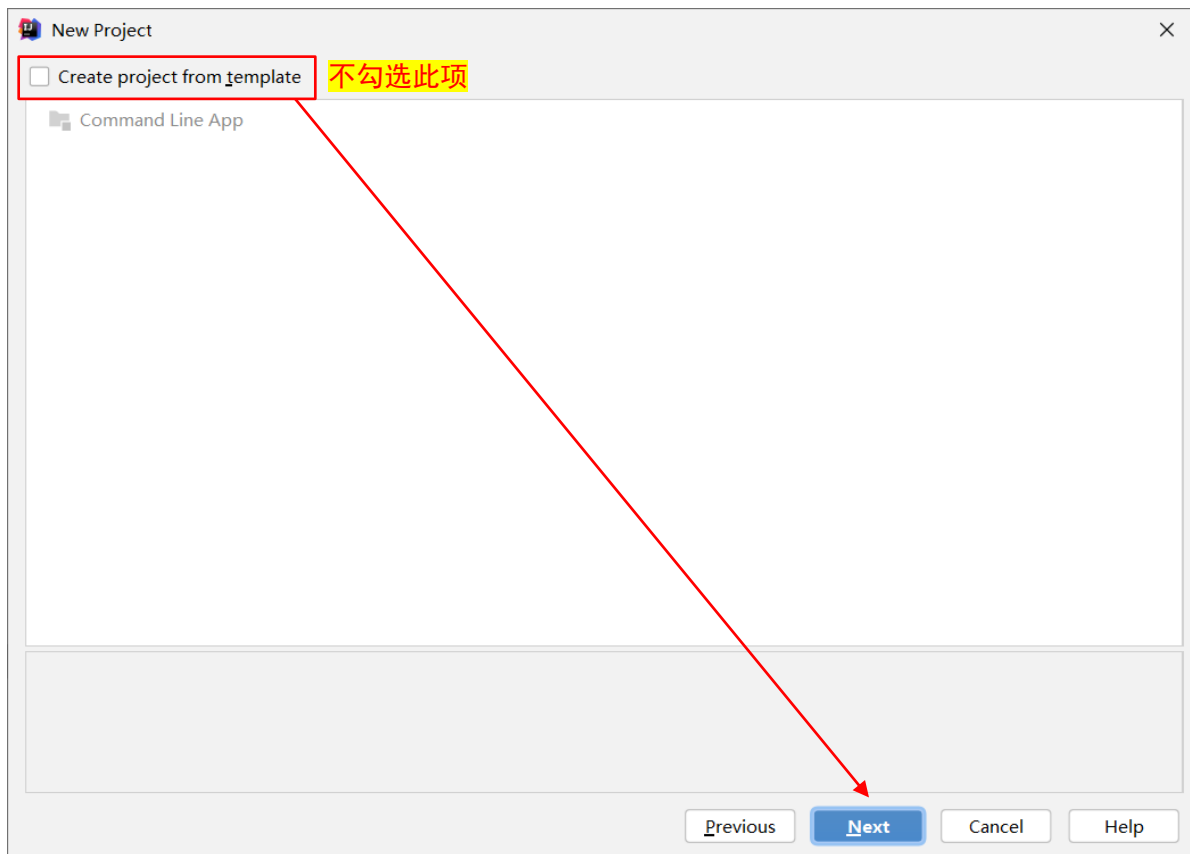 New Project
Create project from template 不勾选此项
Command Line App
Previous Next Cancel Help